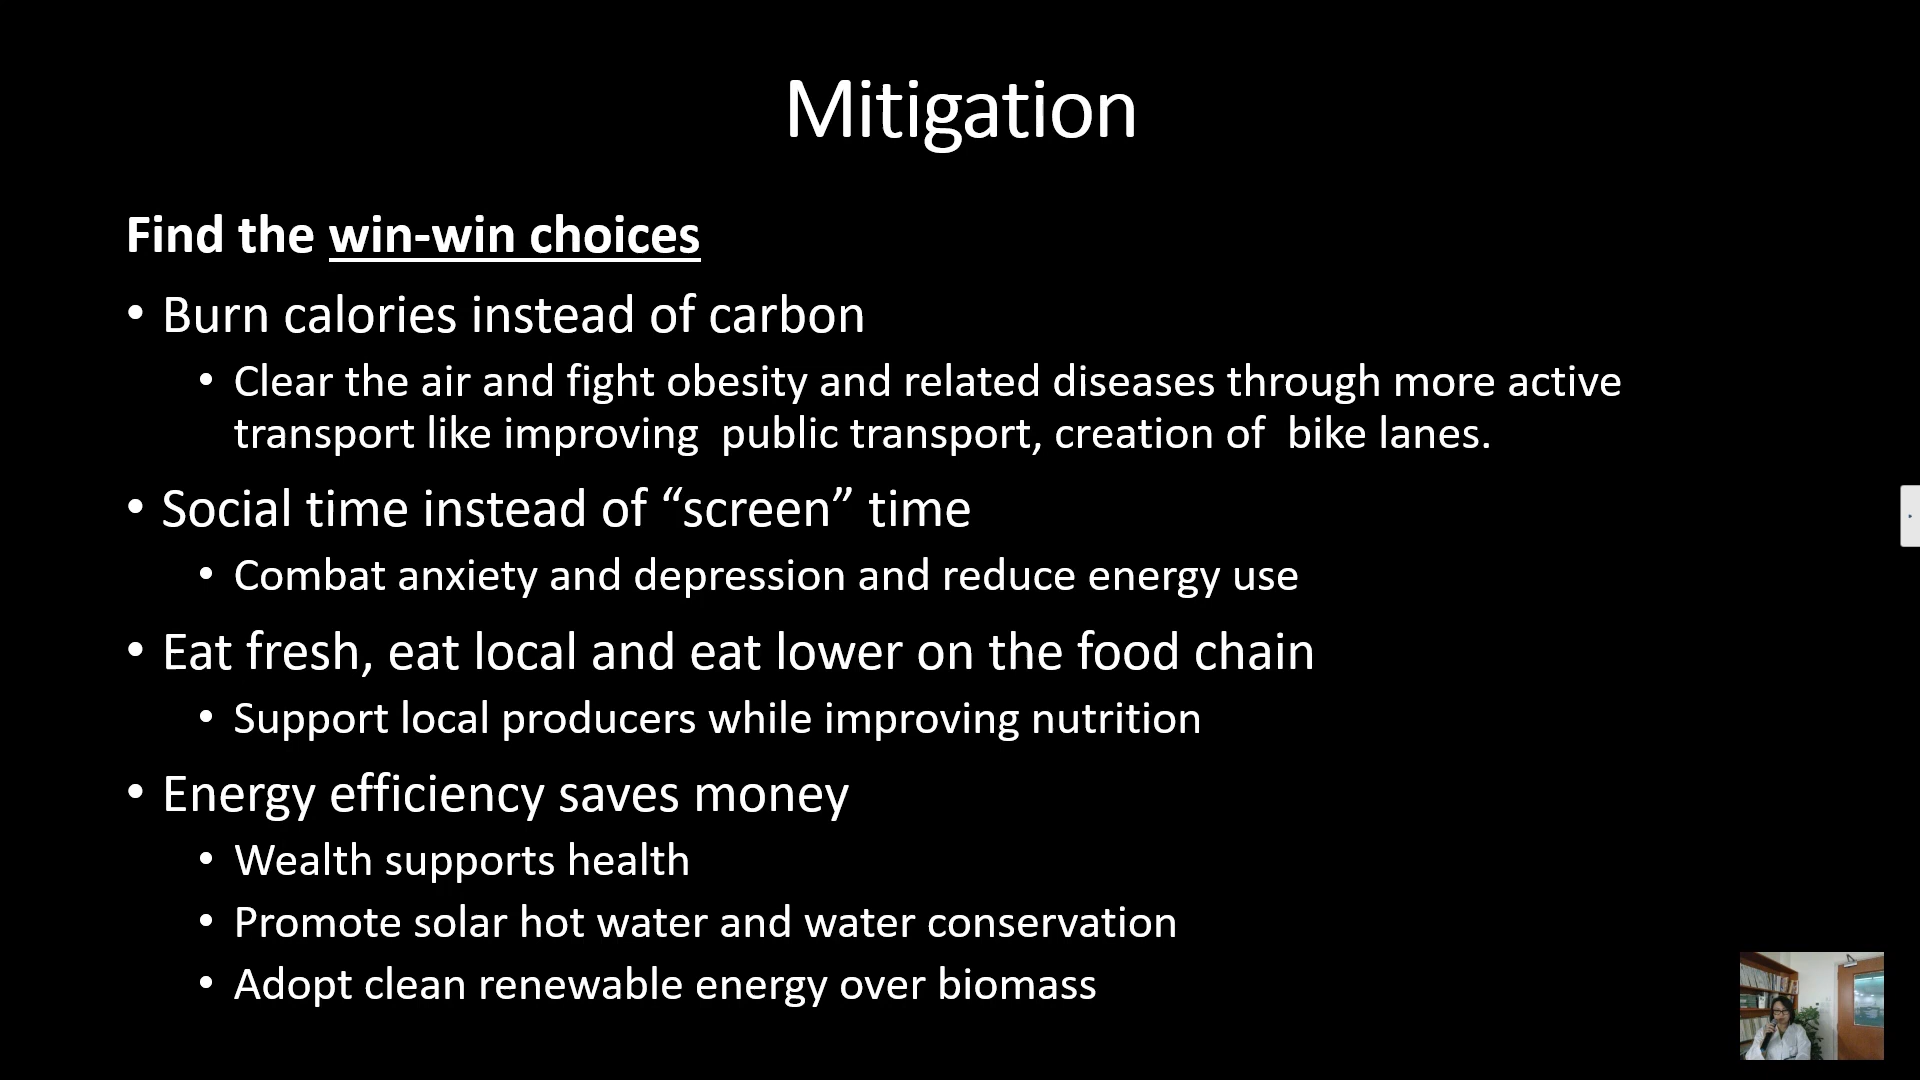 Mitigation
Find the win-win choices
• Burn calories instead of carbon
• Clear the air and fight obesity and related diseases through more active
transport like improving  public transport, creation of  bike lanes.
• Social time instead of “screen” time
• Combat anxiety and depression and reduce energy use
• Eat fresh, eat local and eat lower on the food chain
• Support local producers while improving nutrition
• Energy efficiency saves money
• Wealth supports health
• Promote solar hot water and water conservation
• Adopt clean renewable energy over biomass